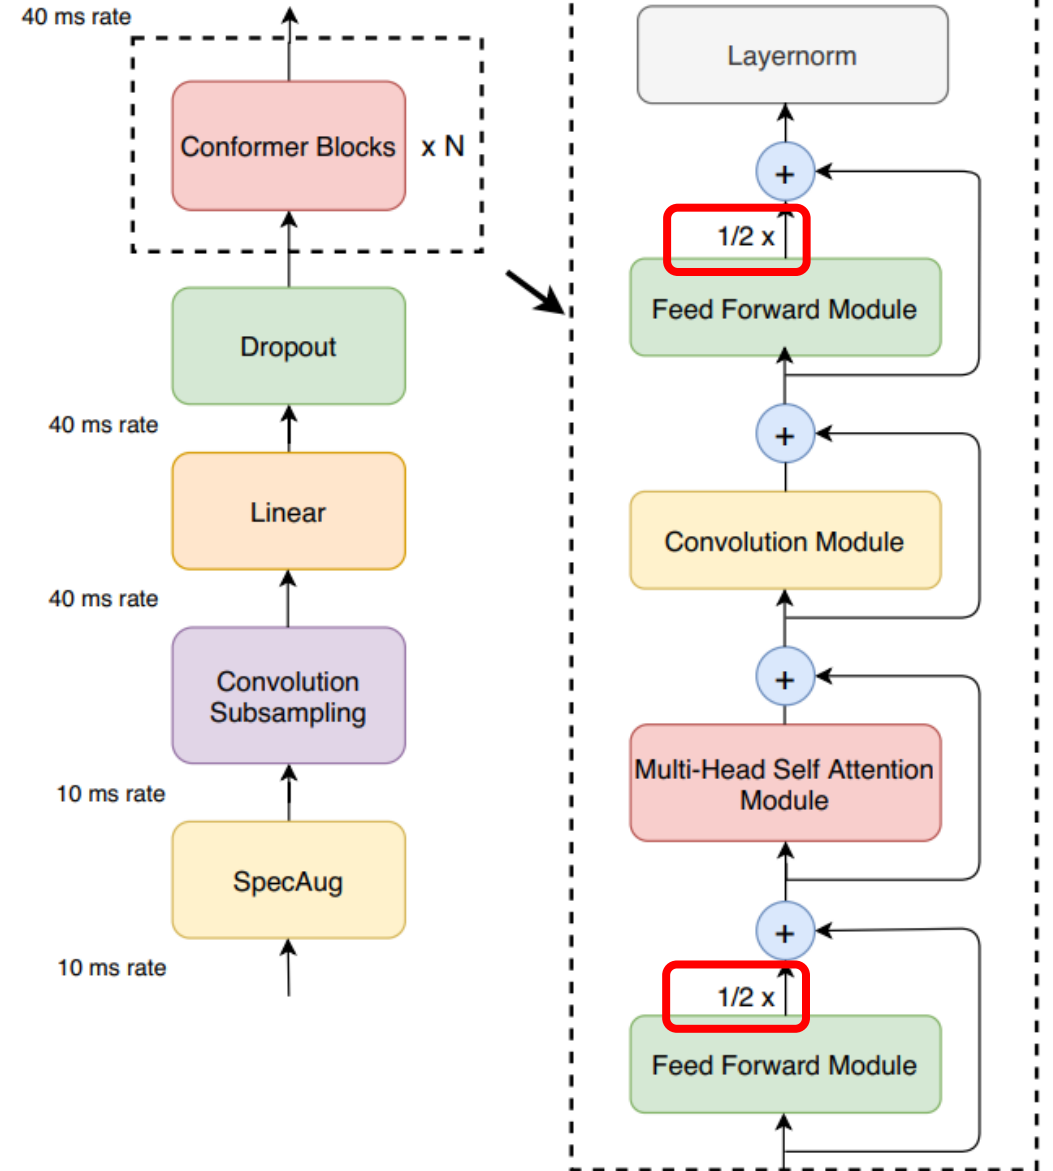 40 ms rate
Conformer Blocks
x N
Dropout
40 ms rate
Linear
40 ms rate
Convolution
Subsampling
10 ms rate
SpecAug
10 ms rate
Layernorm
+
1/2 x
Feed Forward Module
+
Convolution Module
+
Multi-Head Self Attention
Module
+
1/2 x
Feed Forward Module